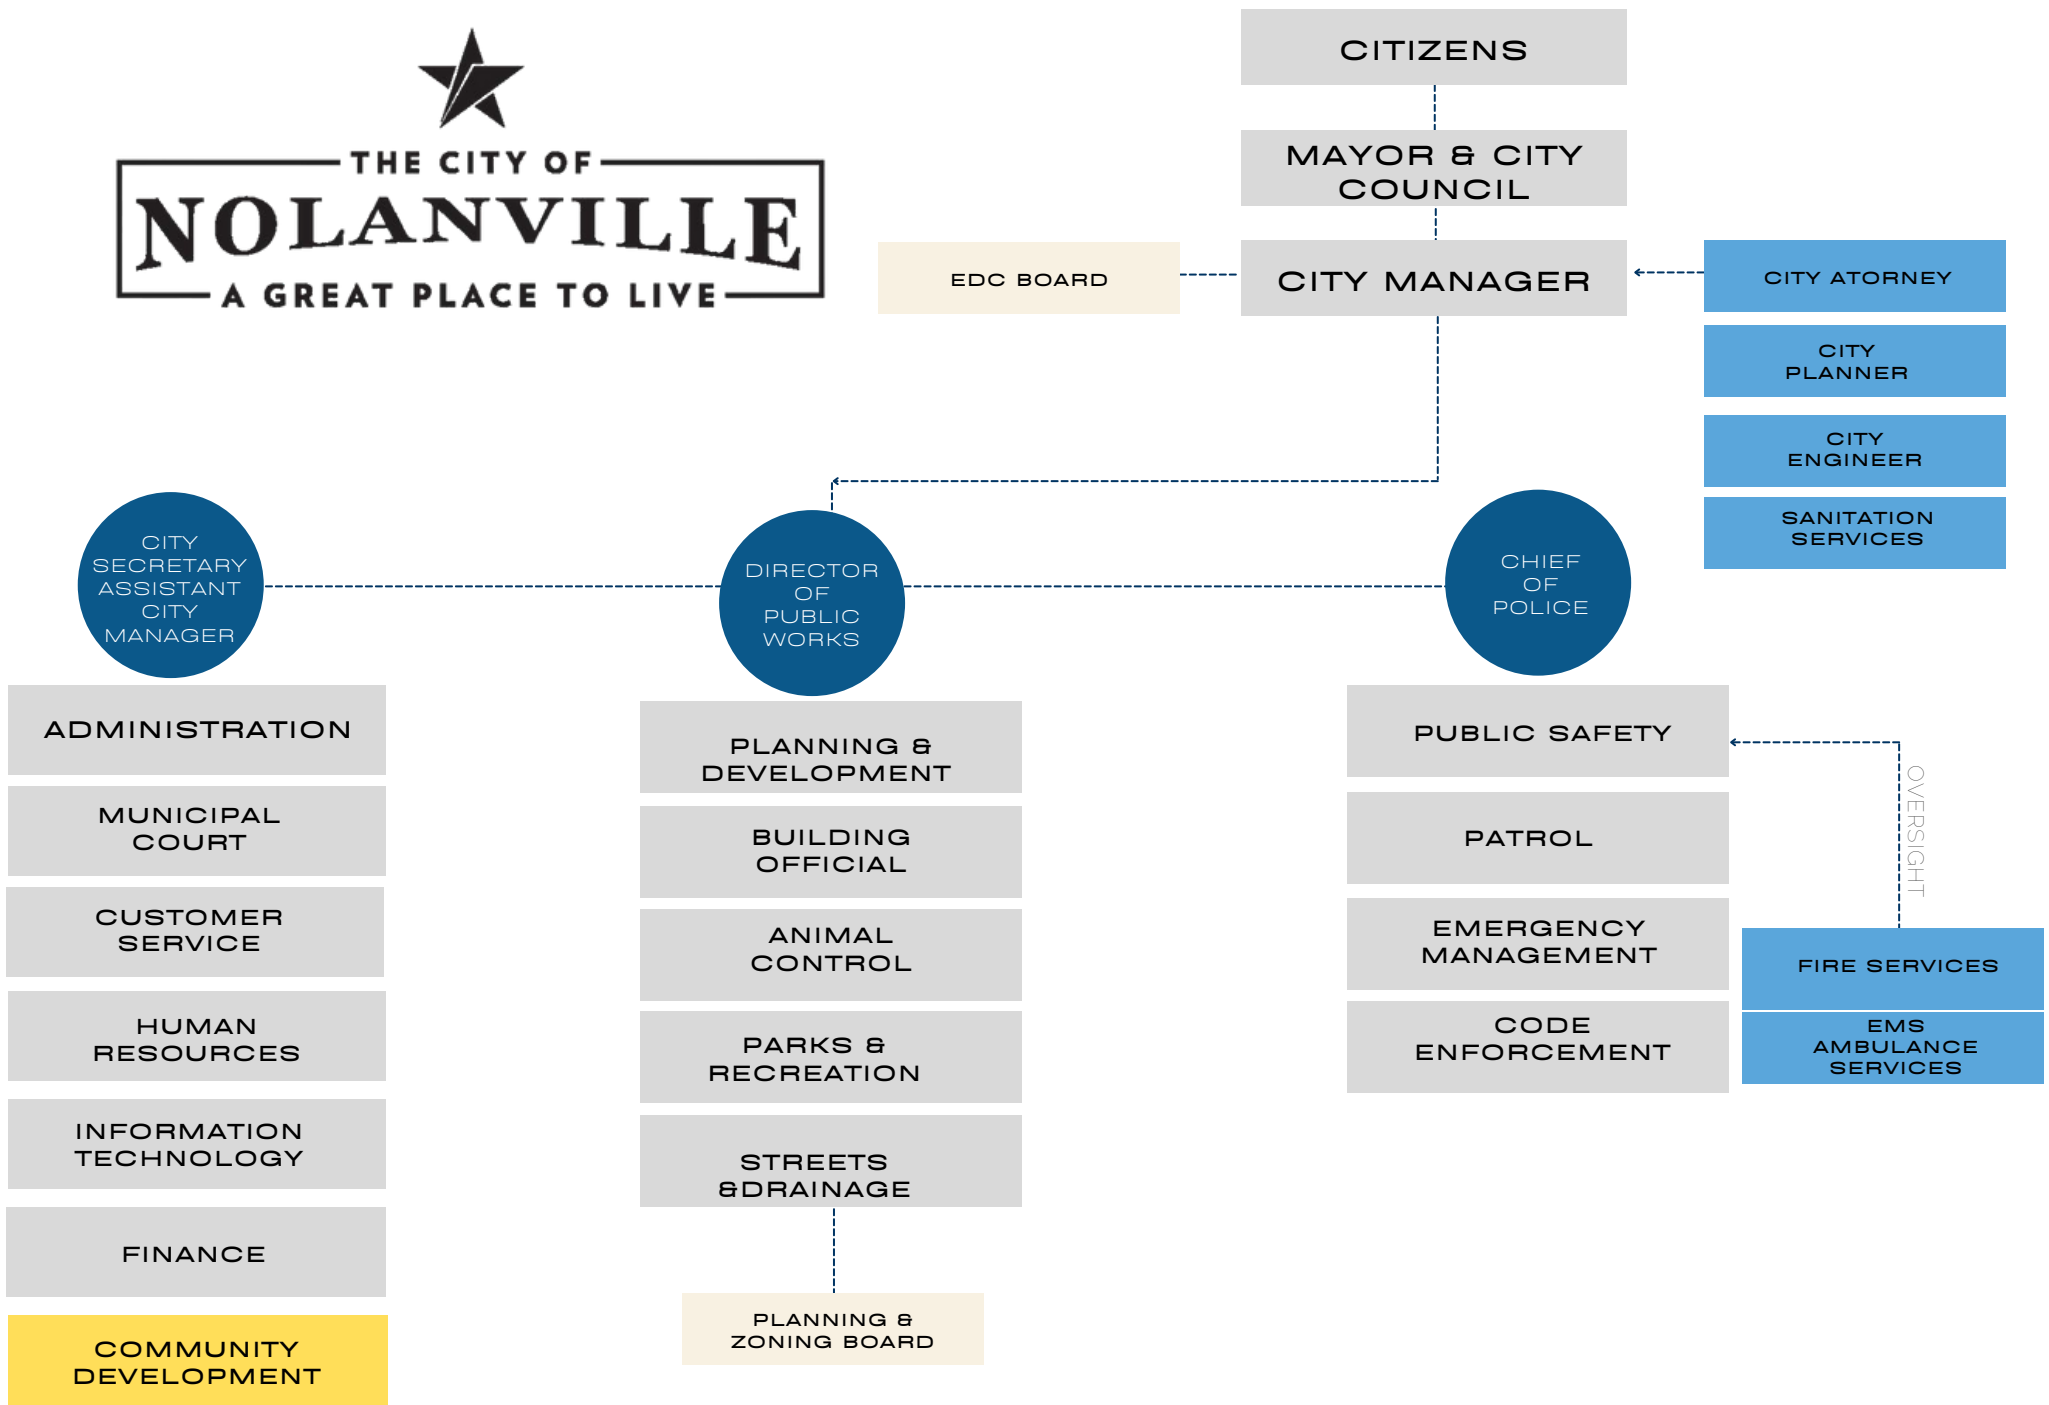 THE CITY OF
NOLANVILLE
A GREAT PLACE TO LIVE
CITIZENS
MAYOR & CITY
COUNCIL
EDC BOARD
CITY MANAGER
CITY ATORNEY
CITY
PLANNER
CITY
ENGINEER
SANITATION
SERVICES
CITY
SECRETARY
ASSISTANT
CITY
MANAGER
DIRECTOR
OF
PUBLIC
WORKS
CHIEF
OF
POLICE
ADMINISTRATION
MUNICIPAL
COURT
CUSTOMER
SERVICE
HUMAN
RESOURCES
INFORMATION
TECHNOLOGY
FINANCE
COMMUNITY
DEVELOPMENT
PLANNING &
DEVELOPMENT
BUILDING
OFFICIAL
ANIMAL
CONTROL
PARKS &
RECREATION
STREETS
&DRAINAGE
PLANNING &
ZONING BOARD
PUBLIC SAFETY
PATROL
EMERGENCY
MANAGEMENT
CODE
ENFORCEMENT
OVERSIGHT
FIRE SERVICES
EMS
AMBULANCE
SERVICES